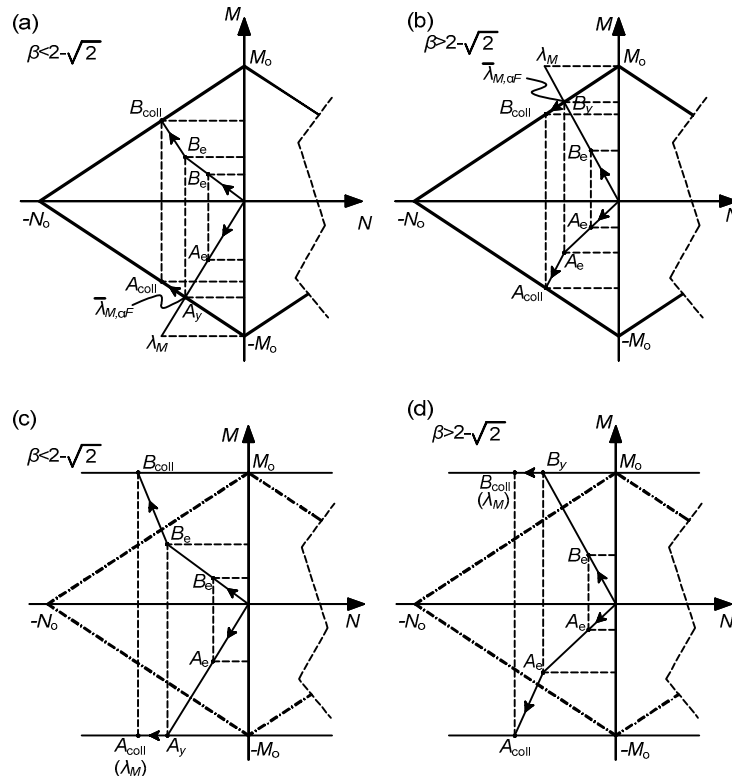 (a)
β<2-√2
M
Mo
Bcoll
Be
Be
-No
N
Ae
Acoll
λ̅M,αF
Ay
λM
-Mo
(b)
β>2-√2
M
λM
Mo
λ̅M,αF
Bcoll
By
Be
-No
N
Ae
Ae
Acoll
-Mo
(c)
β<2-√2
M
Bcoll
Mo
Be
Be
-No
N
Ae
Acoll
(λM)
Ay
-Mo
(d)
β>2-√2
M
By
Mo
Bcoll
(λM)
Be
-No
N
Ae
Ae
Acoll
-Mo